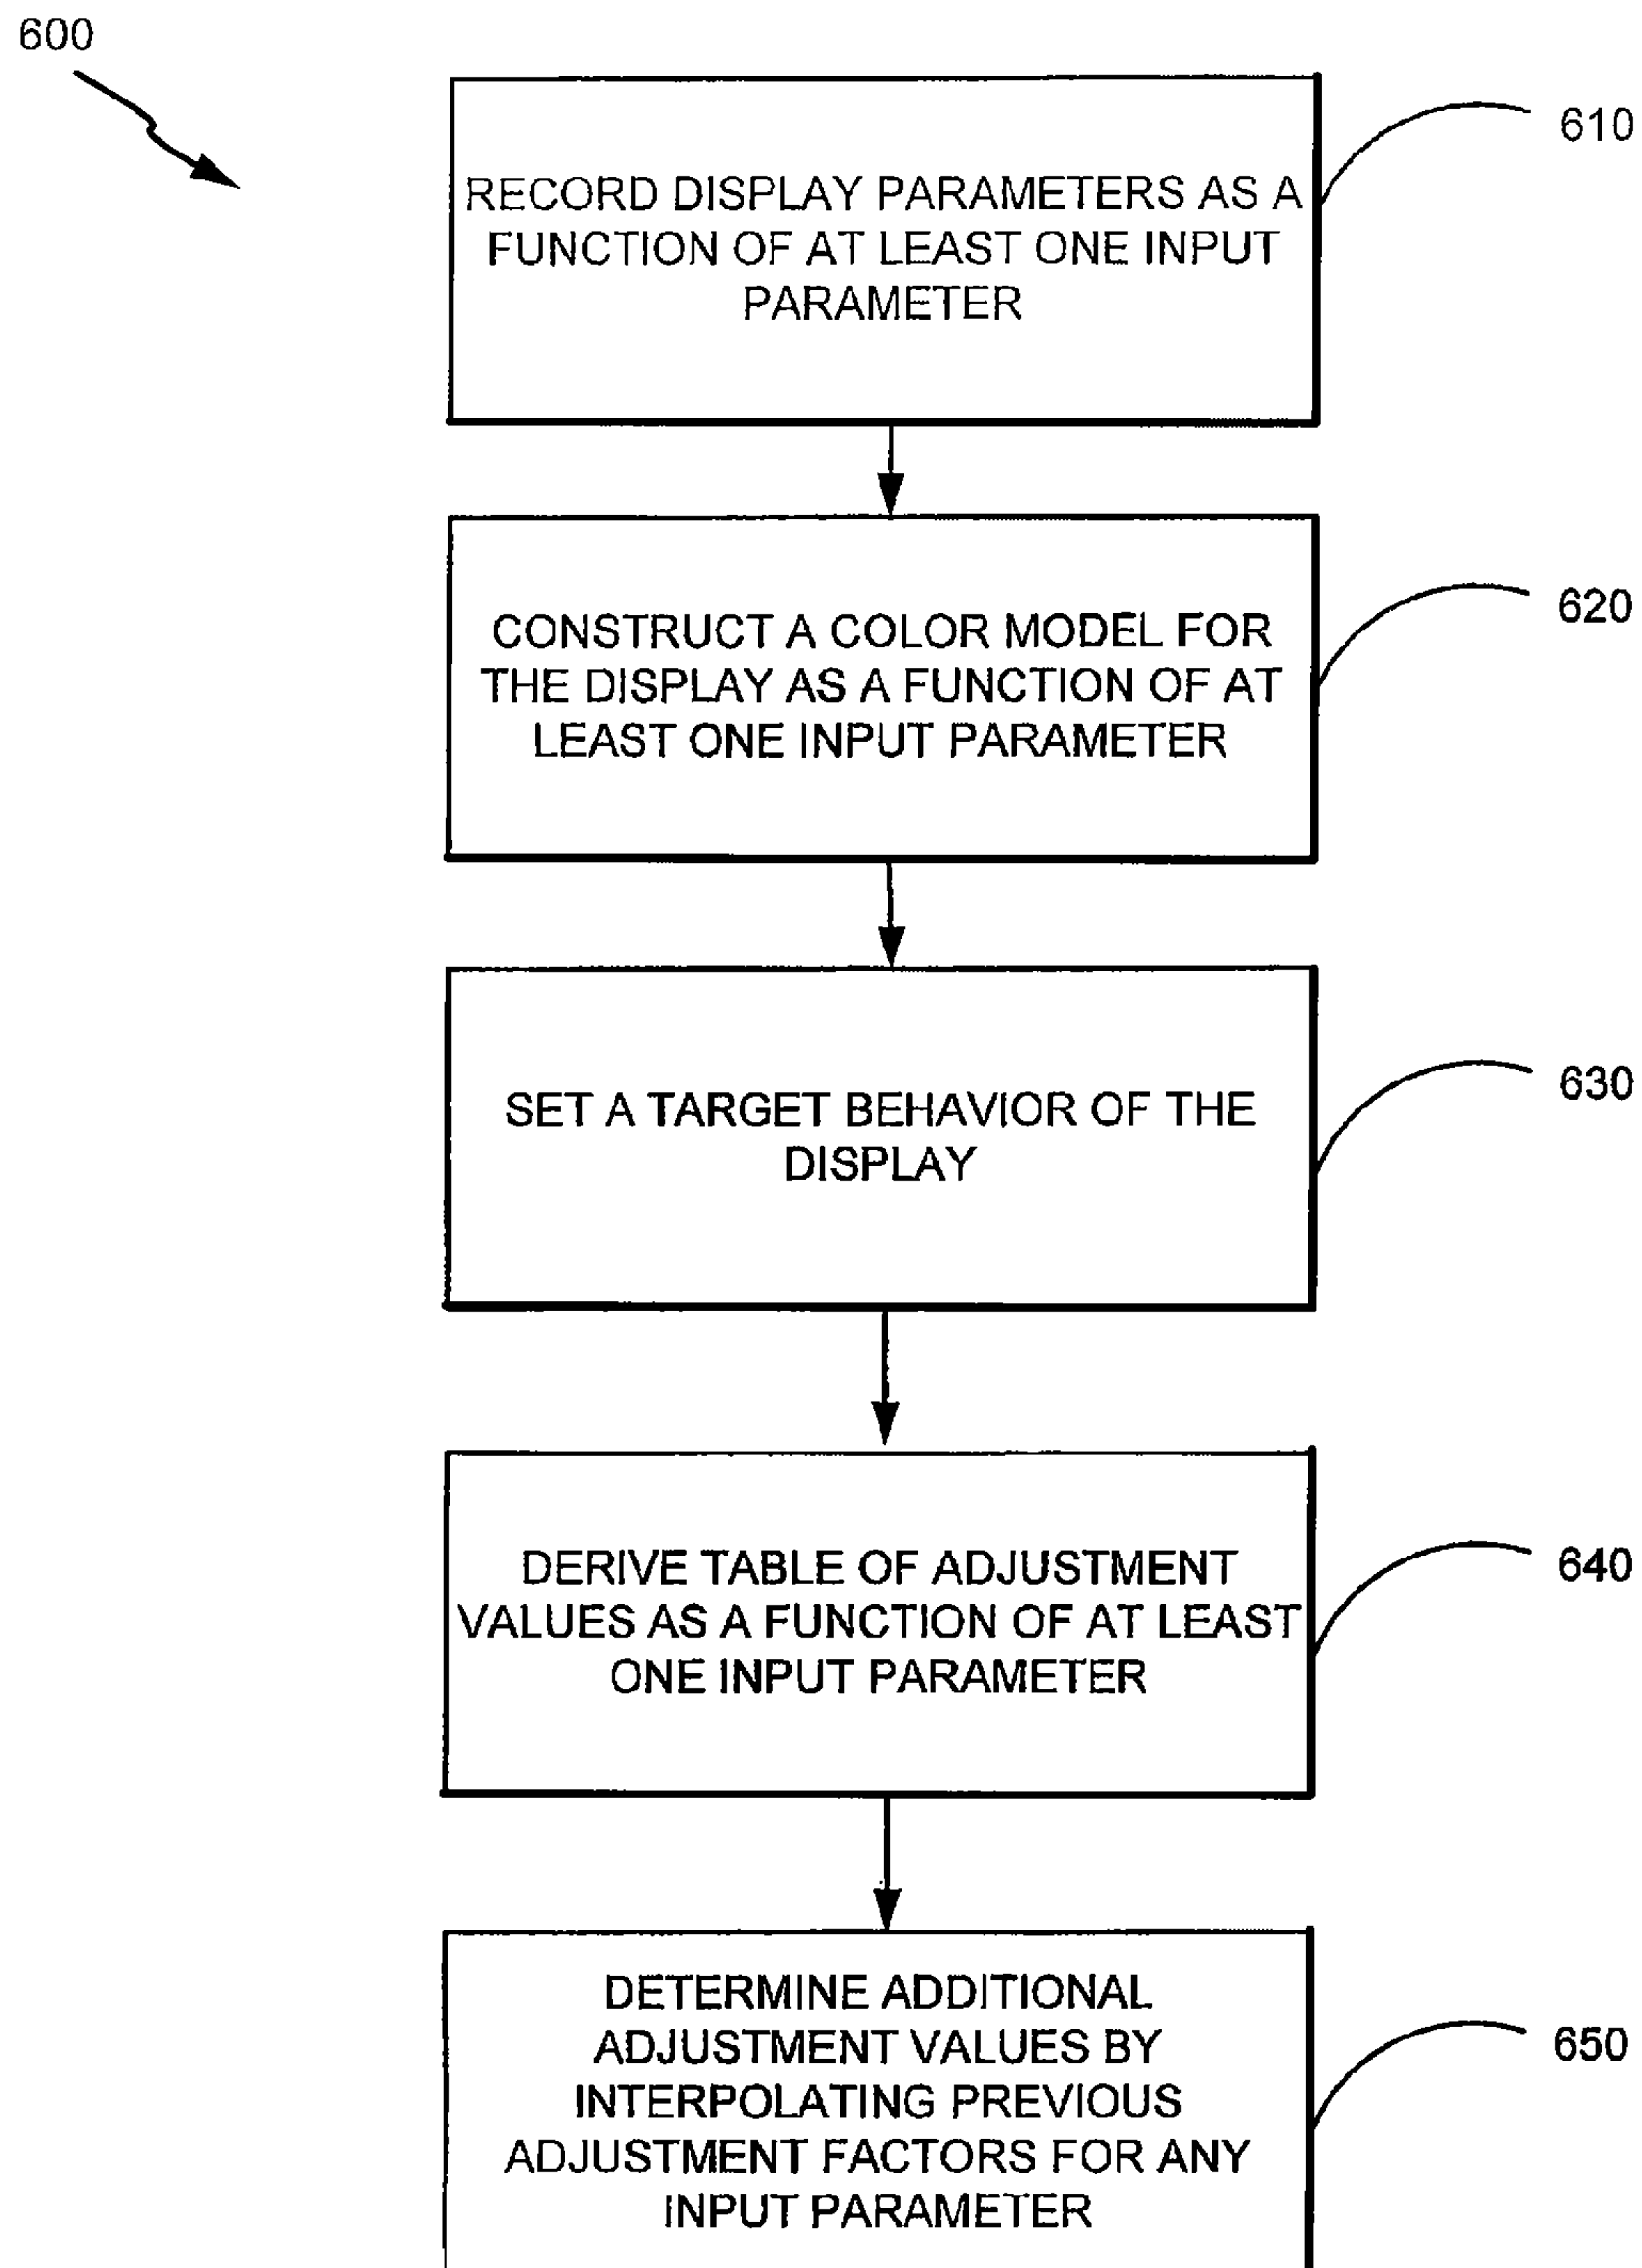 600
610
RECORD DISPLAY PARAMETERS AS A
FUNCTION OF AT LEAST ONE INPUT
PARAMETER
620
CONSTRUCT A COLOR MODEL FOR
THE DISPLAY AS A FUNCTION OF AT
LEAST ONE INPUT PARAMETER
630
SET A TARGET BEHAVIOR OF THE
DISPLAY
640
DERIVE TABLE OF ADJUSTMENT
VALUES AS A FUNCTION OF AT LEAST
ONE INPUT PARAMETER
650
DETERMINE ADDITIONAL
ADJUSTMENT VALUES BY
INTERPOLATING PREVIOUS
ADJUSTMENT FACTORS FOR ANY
INPUT PARAMETER